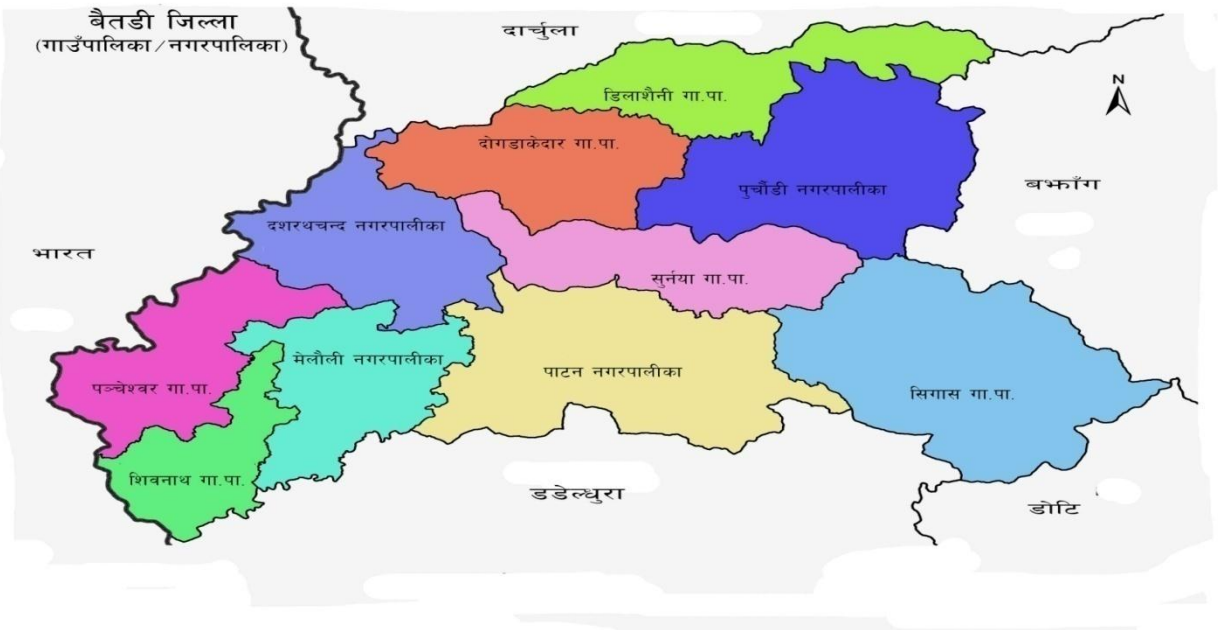 बैतडी जिल्ला
(गाउँपालिका/नगरपालिका)
दार्चुला
N
डिलाशैनी गा.पा.
दोगडाकेदार गा.पा.
पुर्चौंडी नगरपालीका
बझाँग
दशरथचन्द नगरपालीका
भारत
सुर्नया गा.पा.
मेलौली नगरपालीका
पाटन नगरपालीका
पञ्चेश्वर गा.पा.
सिगास गा.पा.
शिवनाथ गा.पा.
डडेल्धुरा
डोटि